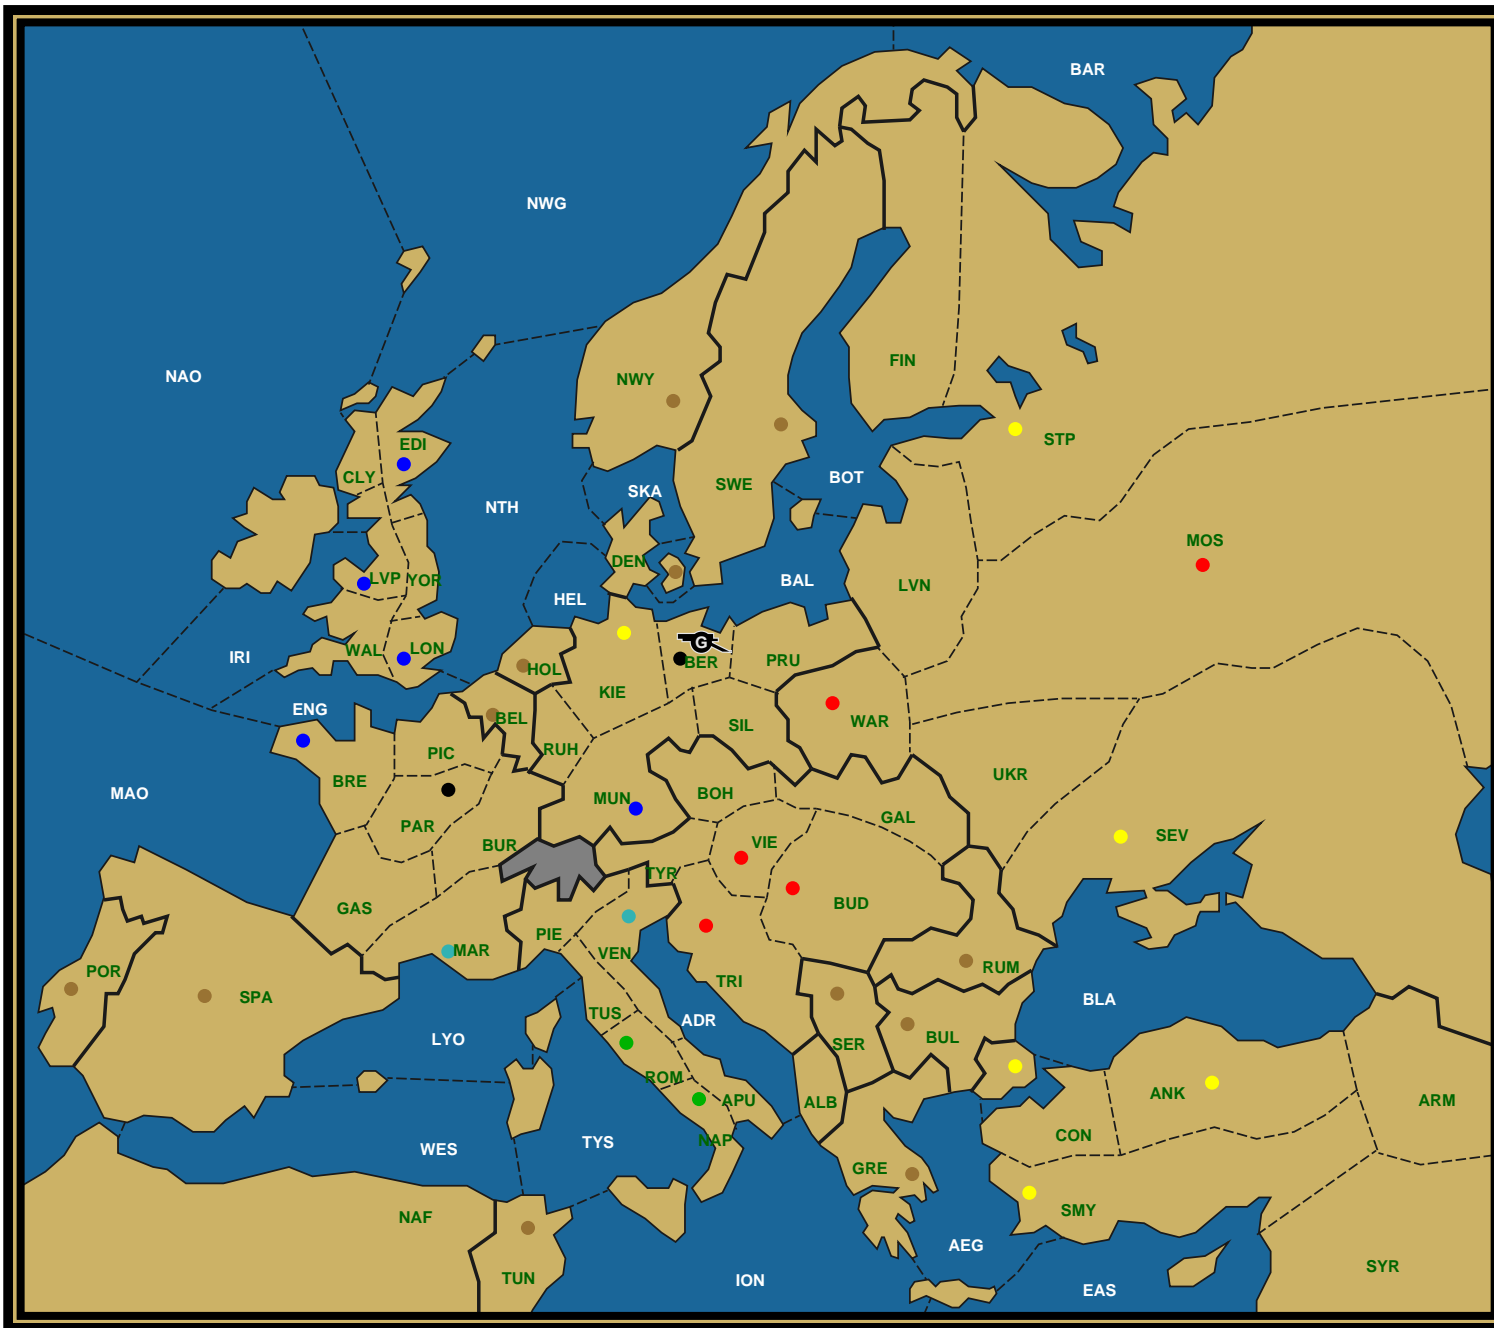 BAR
NWG
NAO
FIN
NWY
STP
EDI
CLY
SWE
BOT
SKA
NTH
MOS
DEN
LVP
YOR
BAL
LVN
HEL
IRI
WAL
LON
HOL
BER
PRU
KIE
ENG
BEL
SIL
WAR
PIC
RUH
UKR
BRE
MAO
MUN
BOH
PAR
GAL
SEV
BUR
VIE
TYR
GAS
BUD
PIE
VEN
MAR
POR
SPA
RUM
TRI
BLA
TUS
ADR
LYO
BUL
SER
ROM
APU
ALB
ANK
ARM
CON
NAP
TYS
WES
GRE
SMY
NAF
AEG
SYR
TUN
ION
EAS
G